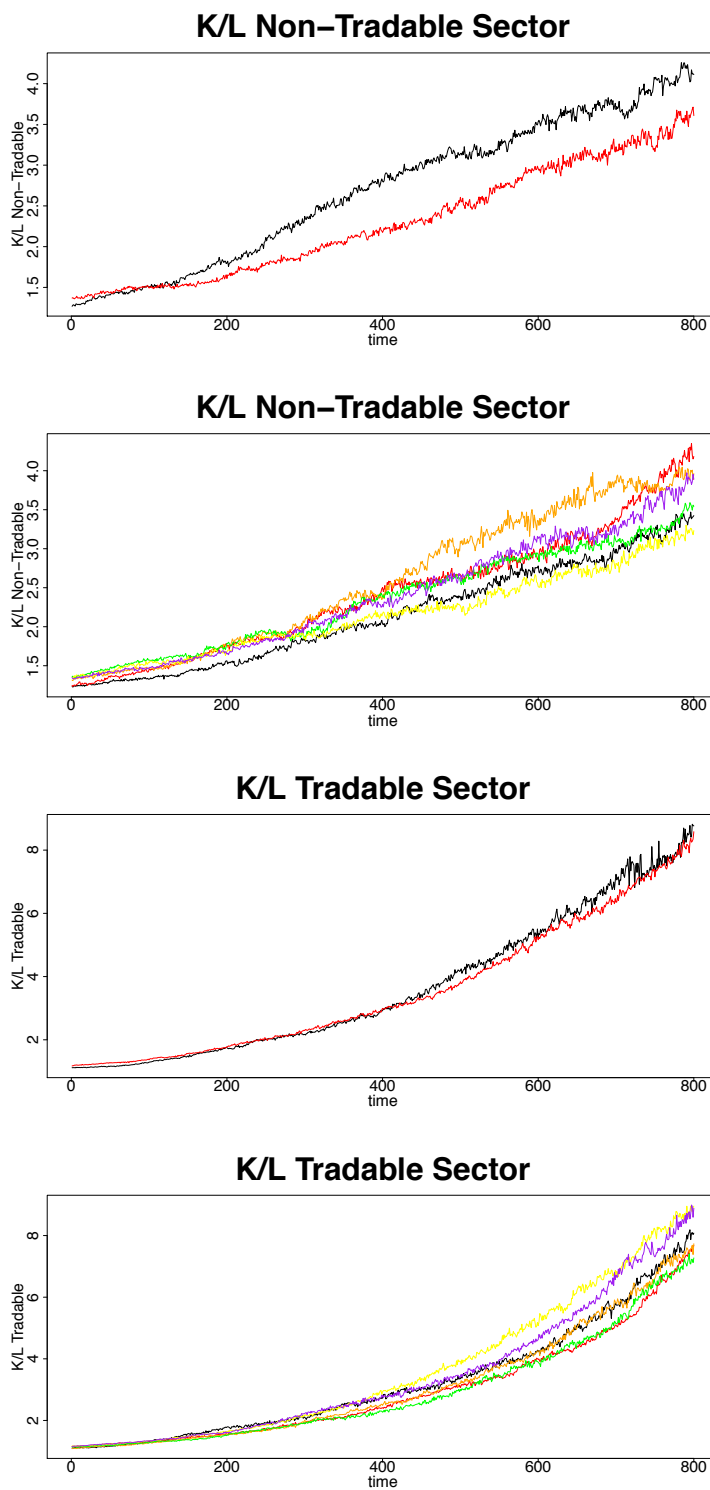 K/L Non−Tradable Sector
K/L Non−Tradable
4.0
3.5
3.0
2.5
2.0
1.5
0 200 400 600 800
time
K/L Non−Tradable Sector
K/L Non−Tradable
4.0
3.5
3.0
2.5
2.0
1.5
0 200 400 600 800
time
K/L Tradable Sector
K/L Tradable
8
6
4
2
0 200 400 600 800
time
K/L Tradable Sector
K/L Tradable
8
6
4
2
0 200 400 600 800
time